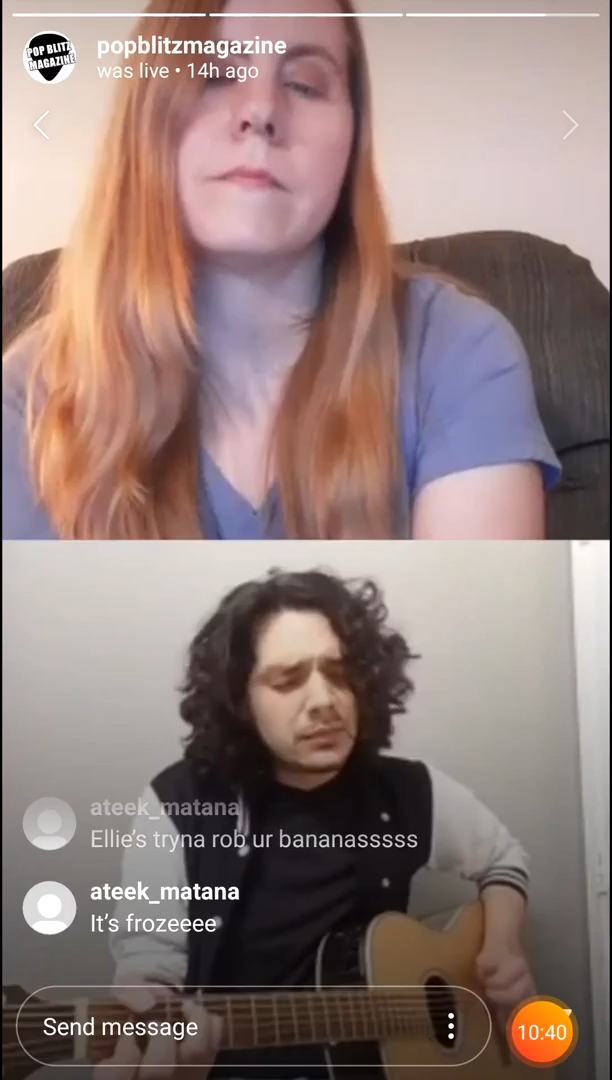 POP BLITZ
MAGAZINE
popblitzmagazine
was live • 14h ago
ateek_matana
Ellie's tryna rob ur bananasssss
ateek_matana
It's frozeeee
Send message
10:40